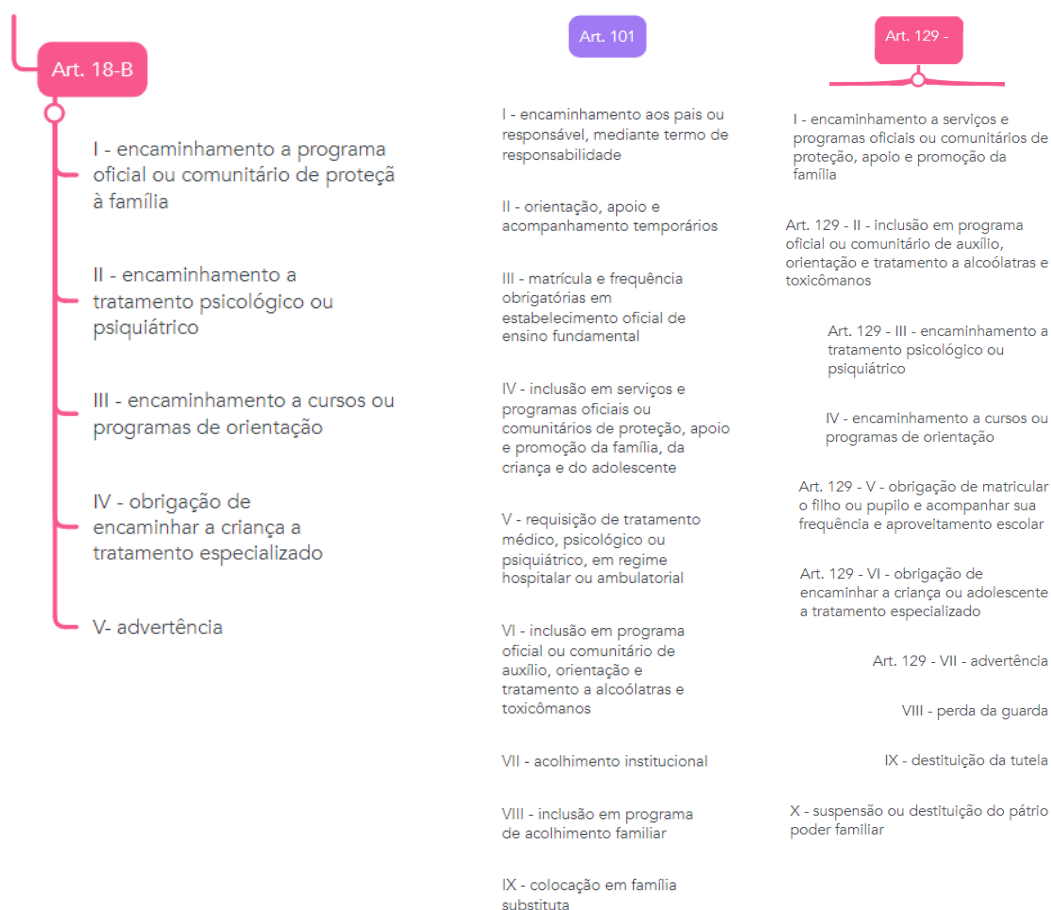 Art. 18-B
I - encaminhamento a programa
oficial ou comunitário de proteçã
à família
II - encaminhamento a
tratamento psicológico ou
psiquiátrico
III - encaminhamento a cursos ou
programas de orientação
IV - obrigação de
encaminhar a criança a
tratamento especializado
V- advertência
Art. 101
I - encaminhamento aos pais ou
responsável, mediante termo de
responsabilidade
II - orientação, apoio e
acompanhamento temporários
III - matrícula e frequência
obrigatórias em
estabelecimento oficial de
ensino fundamental
IV - inclusão em serviços e
programas oficiais ou
comunitários de proteção, apoio
e promoção da família, da
criança e do adolescente
V - requisição de tratamento
médico, psicológico ou
psiquiátrico, em regime
hospitalar ou ambulatorial
VI - inclusão em programa
oficial ou comunitário de
auxílio, orientação e
tratamento a alcoólatras e
toxicômanos
VII - acolhimento institucional
VIII - inclusão em programa
de acolhimento familiar
IX - colocação em família
substituta
Art. 129 -
I - encaminhamento a serviços e
programas oficiais ou comunitários de
proteção, apoio e promoção da
família
Art. 129 - II - inclusão em programa
oficial ou comunitário de auxílio,
orientação e tratamento a alcoólatras e
toxicômanos
Art. 129 - III - encaminhamento a
tratamento psicológico ou
psiquiátrico
IV - encaminhamento a cursos ou
programas de orientação
Art. 129 - V - obrigação de matricular
o filho ou pupilo e acompanhar sua
frequência e aproveitamento escolar
Art. 129 - VI - obrigação de
encaminhar a criança ou adolescente
a tratamento especializado
Art. 129 - VII - advertência
VIII - perda da guarda
IX - destituição da tutela
X - suspensão ou destituição do pátrio
poder familiar